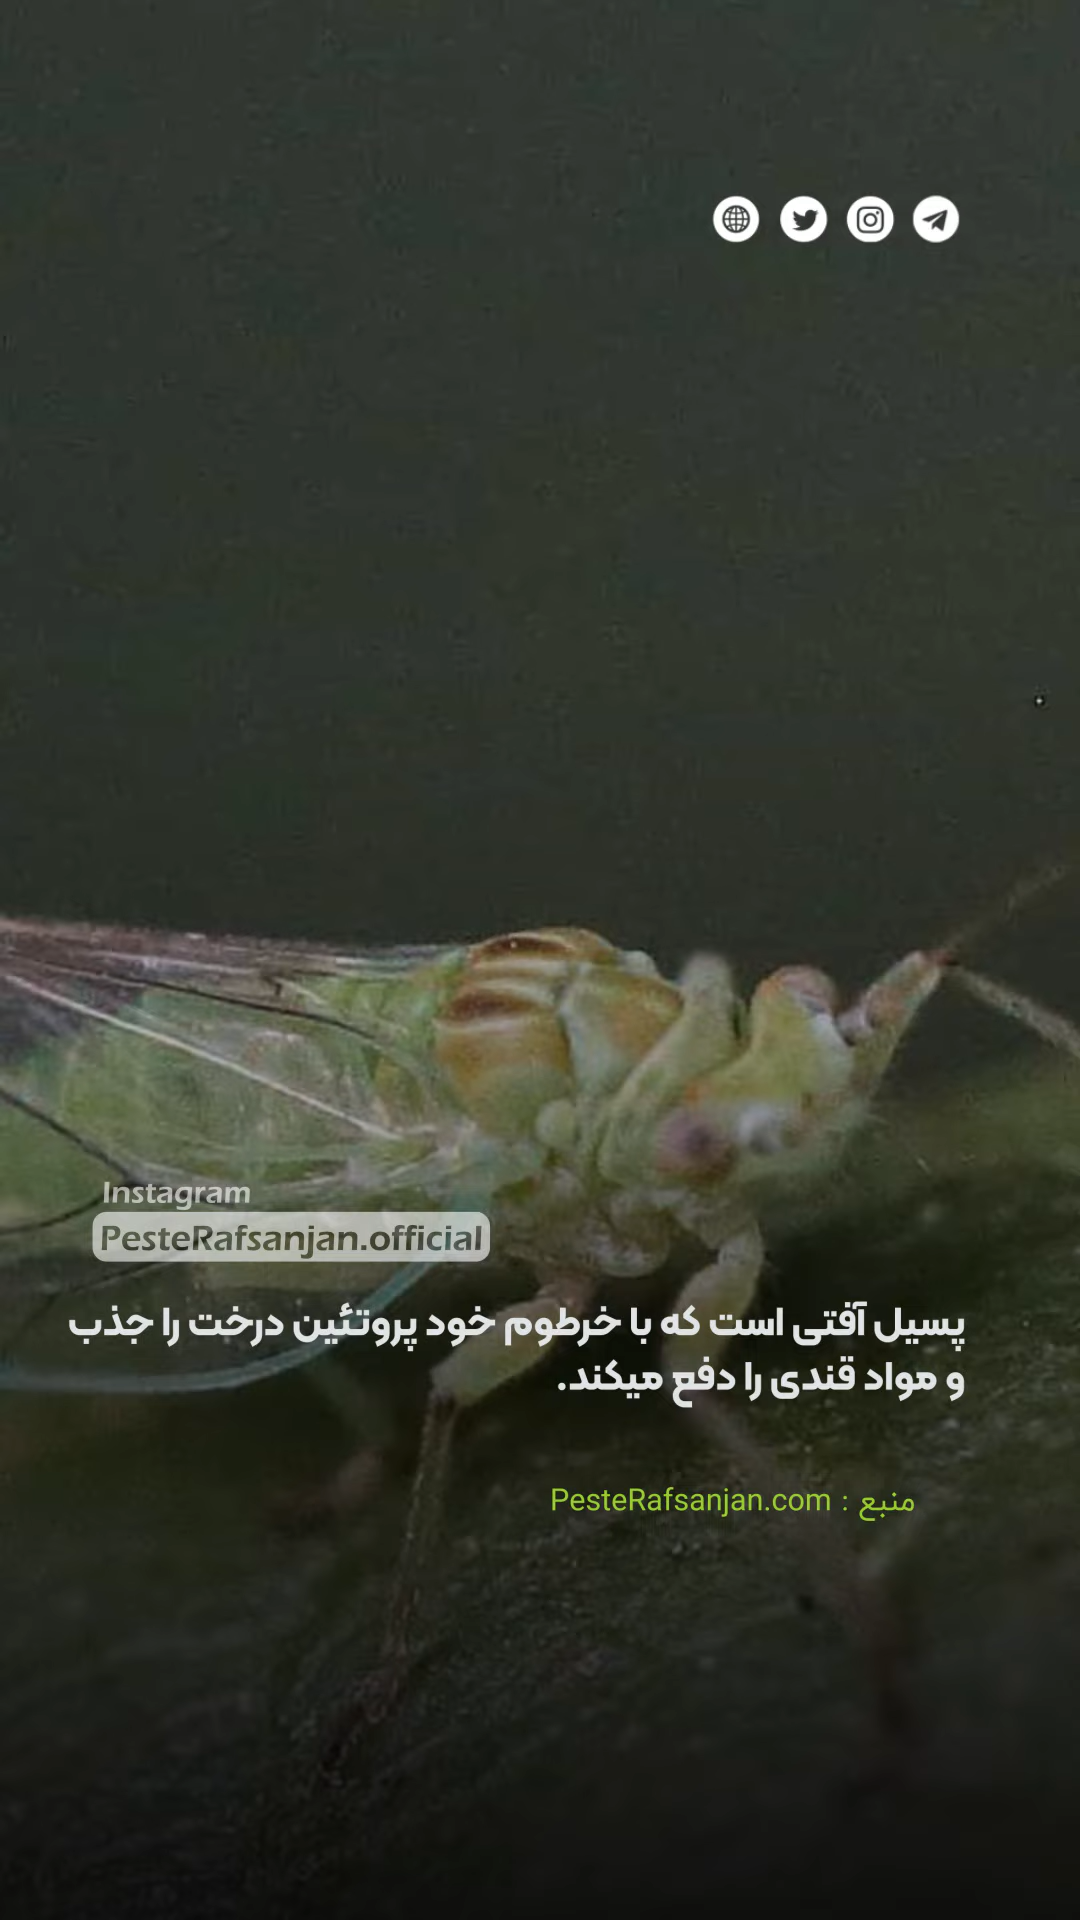 Instagram
PesteRafsanjan.official
پسیل آفتی است که با خرطوم خود پروتئین درخت را جذب
و مواد قندی را دفع میکند.
منبع : PesteRafsanjan.com